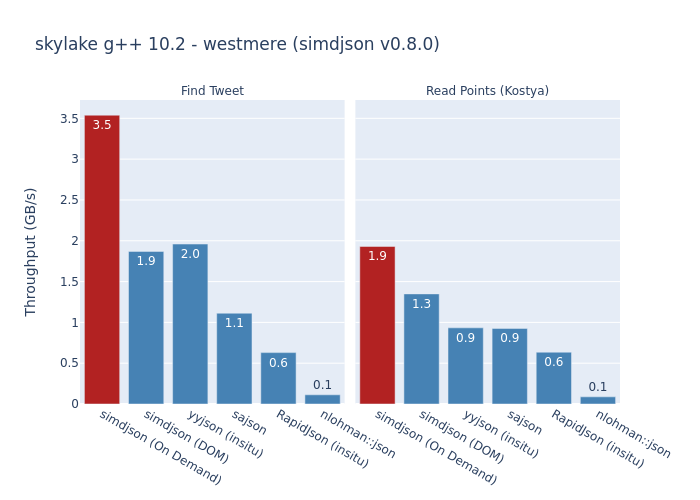 skylake g++ 10.2 - westmere (simdjson v0.8.0)
Find Tweet
Read Points (Kostya)
Throughput (GB/s)
3.5
3
2.5
2
1.5
1
0.5
0
3.5
1.9
2.0
1.1
0.6
0.1
1.9
1.3
0.9
0.9
0.6
0.1
simdjson (On Demand)
simdjson (DOM)
yyjson (insitu)
sajson
RapidJson (insitu)
nlohman::json
simdjson (On Demand)
simdjson (DOM)
yyjson (insitu)
sajson
RapidJson (insitu)
nlohman::json